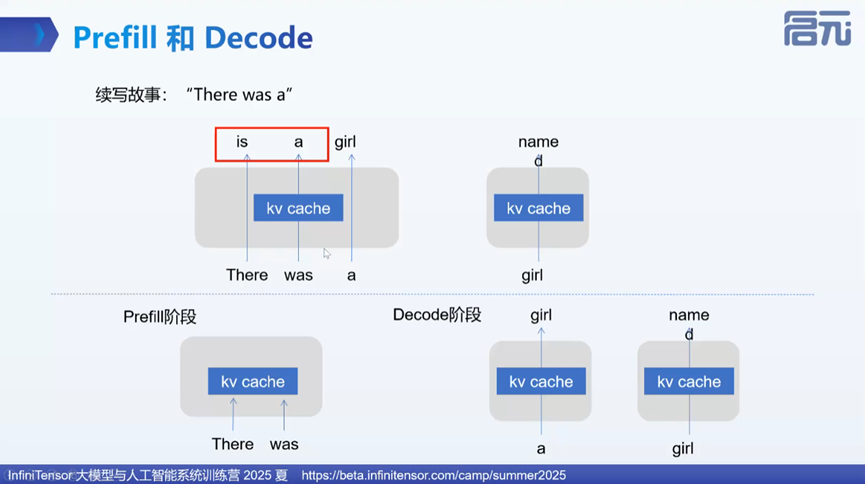 Prefill 和 Decode
启元
续写故事： “There was a”
is a girl
name
d
kv cache
kv cache
There was a
girl
Prefill阶段
Decode阶段
girl
name
d
kv cache
kv cache
kv cache
There was
a
girl
InfiniTensor 大模型与人工智能系统训练营 2025 夏 https://beta.infinitensor.com/camp/summer2025